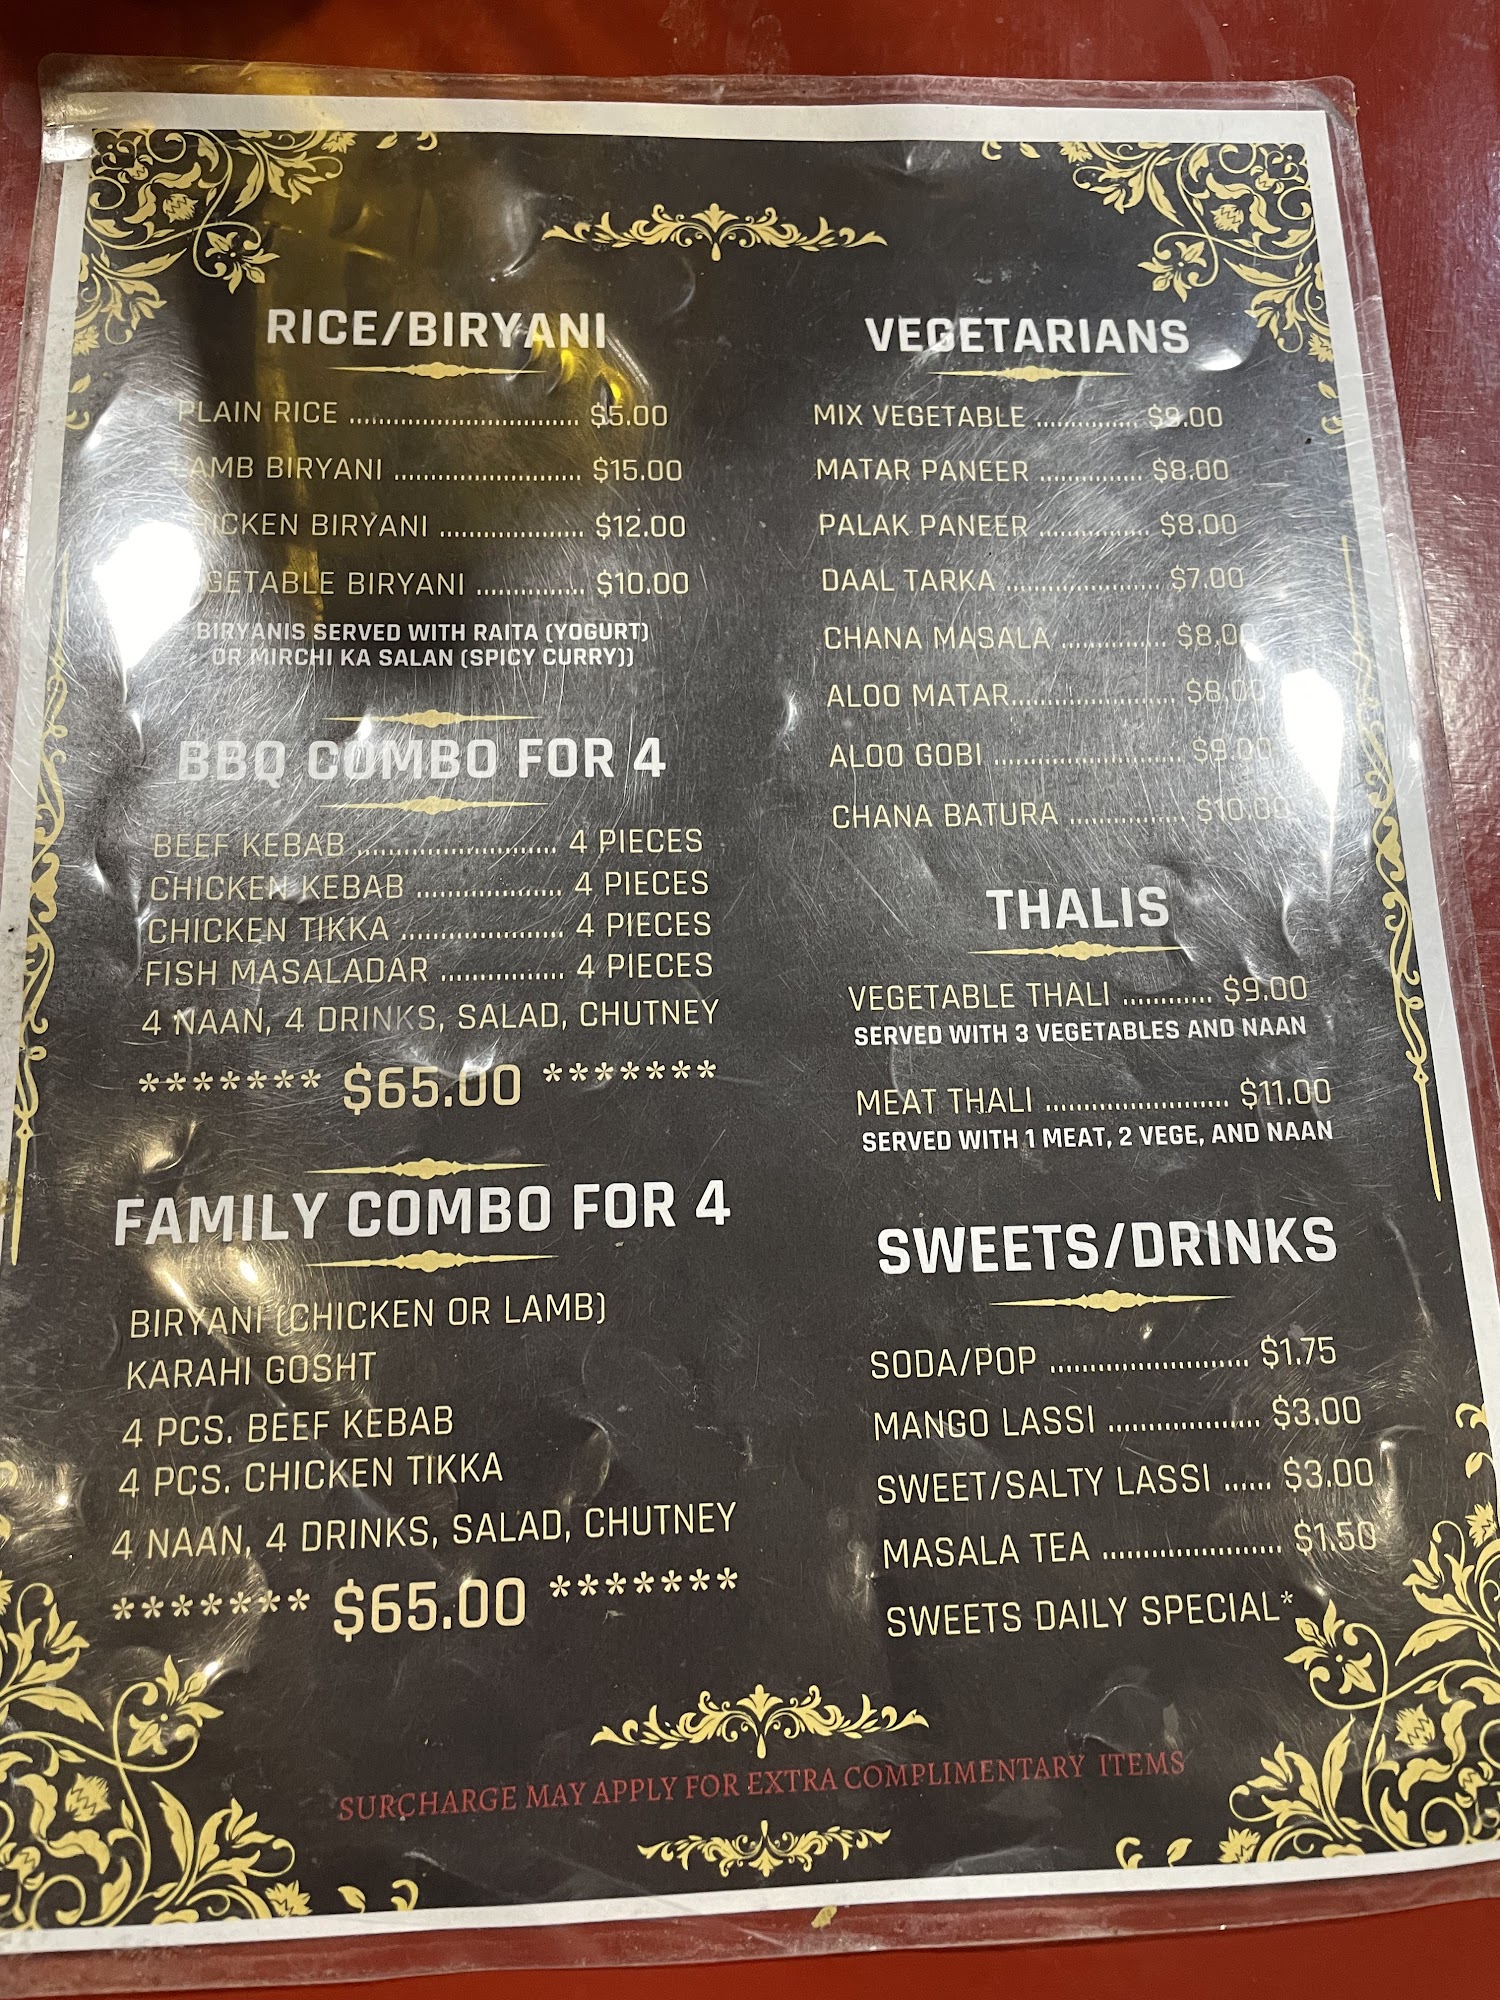 RICE/BIRYANI
PLAIN RICE ............................... $5.00
LAMB BIRYANI ......................... $15.00
CHICKEN BIRYANI ................... $12.00
VEGETABLE BIRYANI ............... $10.00
BIRYANIS SERVED WITH RAITA (YOGURT)
OR MIRCHI KA SALAN (SPICY CURRY))
BBQ COMBO FOR 4
BEEF KEBAB ........................... 4 PIECES
CHICKEN KEBAB .................... 4 PIECES
CHICKEN TIKKA ...................... 4 PIECES
FISH MASALADAR ................. 4 PIECES
4 NAAN, 4 DRINKS, SALAD, CHUTNEY
******* $65.00 *******
FAMILY COMBO FOR 4
BIRYANI (CHICKEN OR LAMB)
KARAHI GOSHT
4 PCS. BEEF KEBAB
4 PCS. CHICKEN TIKKA
4 NAAN, 4 DRINKS, SALAD, CHUTNEY
******* $65.00 *******
VEGETARIANS
MIX VEGETABLE ............... $9.00
MATAR PANEER ............... $8.00
PALAK PANEER ................ $8.00
DAAL TARKA ...................... $7.00
CHANA MASALA ............... $8.00
ALOO MATAR....................... $8.00
ALOO GOBI .......................... $9.00
CHANA BATURA ................ $10.00
THALIS
VEGETABLE THALI ............ $9.00
SERVED WITH 3 VEGETABLES AND NAAN
MEAT THALI ......................... $11.00
SERVED WITH 1 MEAT, 2 VEGE, AND NAAN
SWEETS/DRINKS
SODA/POP .......................... $1.75
MANGO LASSI .................... $3.00
SWEET/SALTY LASSI ...... $3.00
MASALA TEA ....................... $1.50
SWEETS DAILY SPECIAL*
SURCHARGE MAY APPLY FOR EXTRA COMPLIMENTARY ITEMS